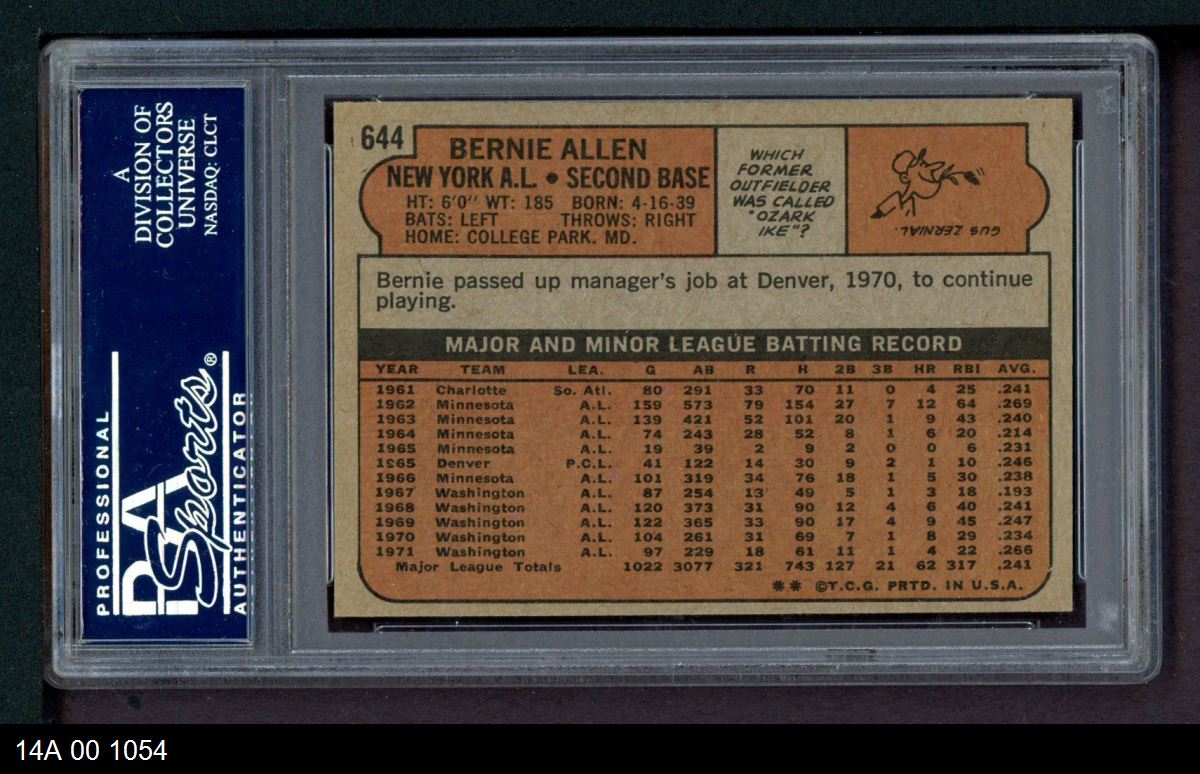 A
DIVISION OF
COLLECTORS
UNIVERSE
NASDAQ: CLCT
PROFESSIONAL
PSA
Sports®
AUTHENTICATOR
644
BERNIE ALLEN
NEW YORK A.L. • SECOND BASE
HT: 6'0" WT: 185 BORN: 4-16-39
BATS: LEFT THROWS: RIGHT
HOME: COLLEGE PARK. MD.
WHICH
FORMER
OUTFIELDER
WAS CALLED
"OZARK
IKE"?
GUS ZERNIAL.
Bernie passed up manager's job at Denver, 1970, to continue
playing.
MAJOR AND MINOR LEAGUE BATTING RECORD
YEAR TEAM LEA. G AB R H 2B 3B HR RBI AVG.
1961 Charlotte So. Atl. 80 291 33 70 11 0 4 25 .241
1962 Minnesota A.L. 159 573 79 154 27 7 12 64 .269
1963 Minnesota A.L. 139 421 52 101 20 1 9 43 .240
1964 Minnesota A.L. 74 243 28 52 8 1 6 20 .214
1965 Minnesota A.L. 19 39 2 9 2 0 0 6 .231
1965 Denver P.C.L. 41 122 14 30 9 2 1 10 .246
1966 Minnesota A.L. 101 319 34 76 18 1 5 30 .238
1967 Washington A.L. 87 254 13 49 5 1 3 18 .193
1968 Washington A.L. 120 373 31 90 12 4 6 40 .241
1969 Washington A.L. 122 365 33 90 17 4 9 45 .247
1970 Washington A.L. 104 261 31 69 7 1 8 29 .234
1971 Washington A.L. 97 229 18 61 11 1 4 22 .266
Major League Totals 1022 3077 321 743 127 21 62 317 .241
** ©T.C.G. PRTD. IN U.S.A.
14A 00 1054